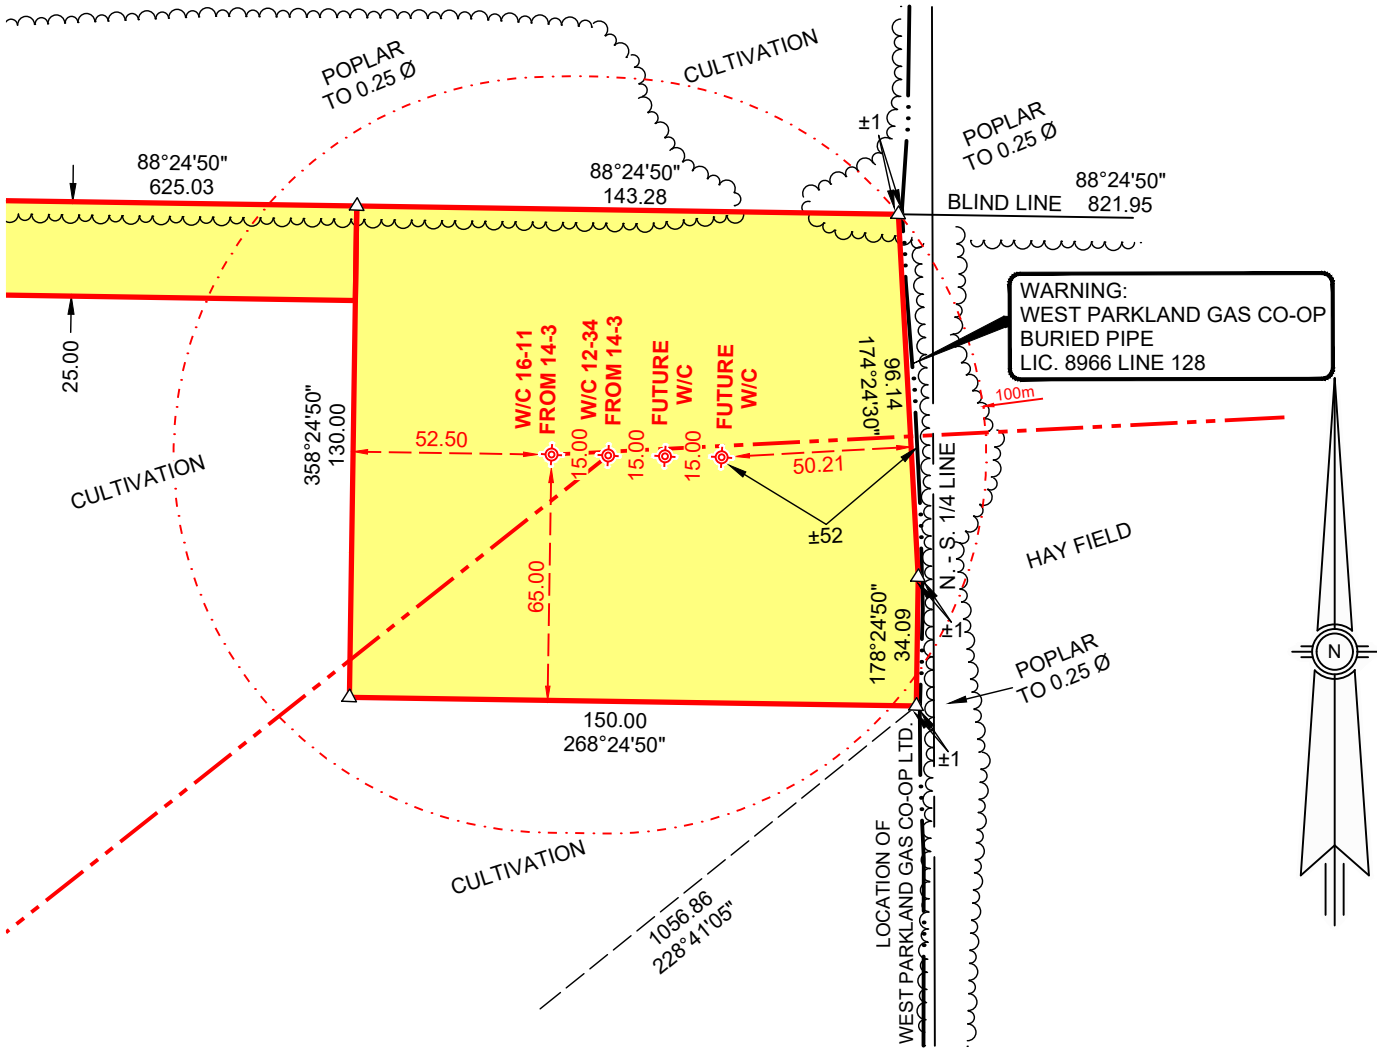 POPLAR
TO 0.25 Ø
CULTIVATION
±1
POPLAR
TO 0.25 Ø
88°24'50"
625.03
88°24'50"
143.28
BLIND LINE
88°24'50"
821.95
WARNING:
WEST PARKLAND GAS CO-OP
BURIED PIPE
LIC. 8966 LINE 128
25.00
W/C 16-11
FROM 14-3
W/C 12-34
FROM 14-3
FUTURE
W/C
FUTURE
W/C
96.14
174°24'30"
100m
358°24'50"
130.00
52.50
15.00
15.00
15.00
50.21
CULTIVATION
±52
N. - S. 1/4 LINE
HAY FIELD
65.00
178°24'50"
34.09
±1
POPLAR
TO 0.25 Ø
N
150.00
268°24'50"
±1
CULTIVATION
1056.86
228°41'05"
LOCATION OF
WEST PARKLAND GAS CO-OP LTD.